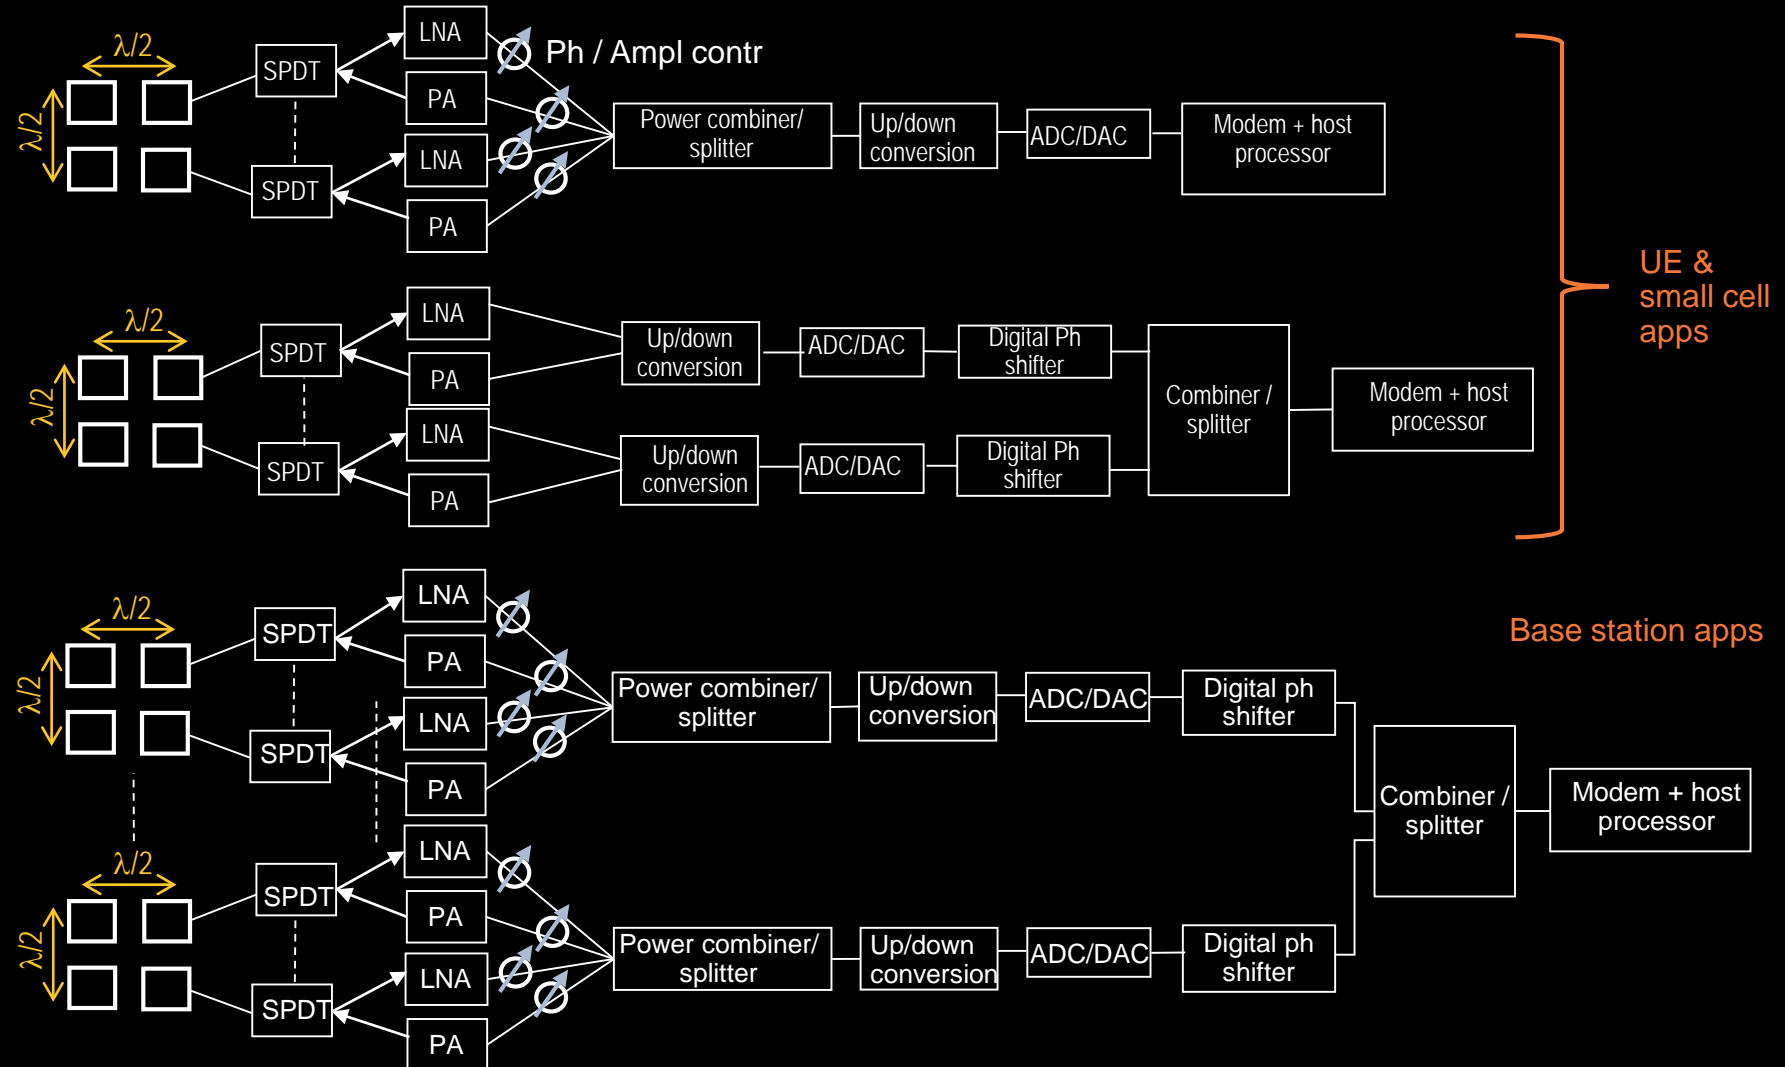 λ/2
λ/2
SPDT
SPDT
LNA
PA
LNA
PA
Ph / Ampl contr
Power combiner/
splitter
Up/down
conversion
ADC/DAC
Modem + host
processor
λ/2
λ/2
SPDT
SPDT
LNA
PA
LNA
PA
Up/down
conversion
ADC/DAC
Digital Ph
shifter
Up/down
conversion
ADC/DAC
Digital Ph
shifter
Combiner /
splitter
Modem + host
processor
UE &
small cell
apps
Base station apps
λ/2
λ/2
SPDT
SPDT
LNA
PA
LNA
PA
Power combiner/
splitter
Up/down
conversion
ADC/DAC
Digital ph
shifter
λ/2
λ/2
SPDT
SPDT
LNA
PA
LNA
PA
Power combiner/
splitter
Up/down
conversion
ADC/DAC
Digital ph
shifter
Combiner /
splitter
Modem + host
processor